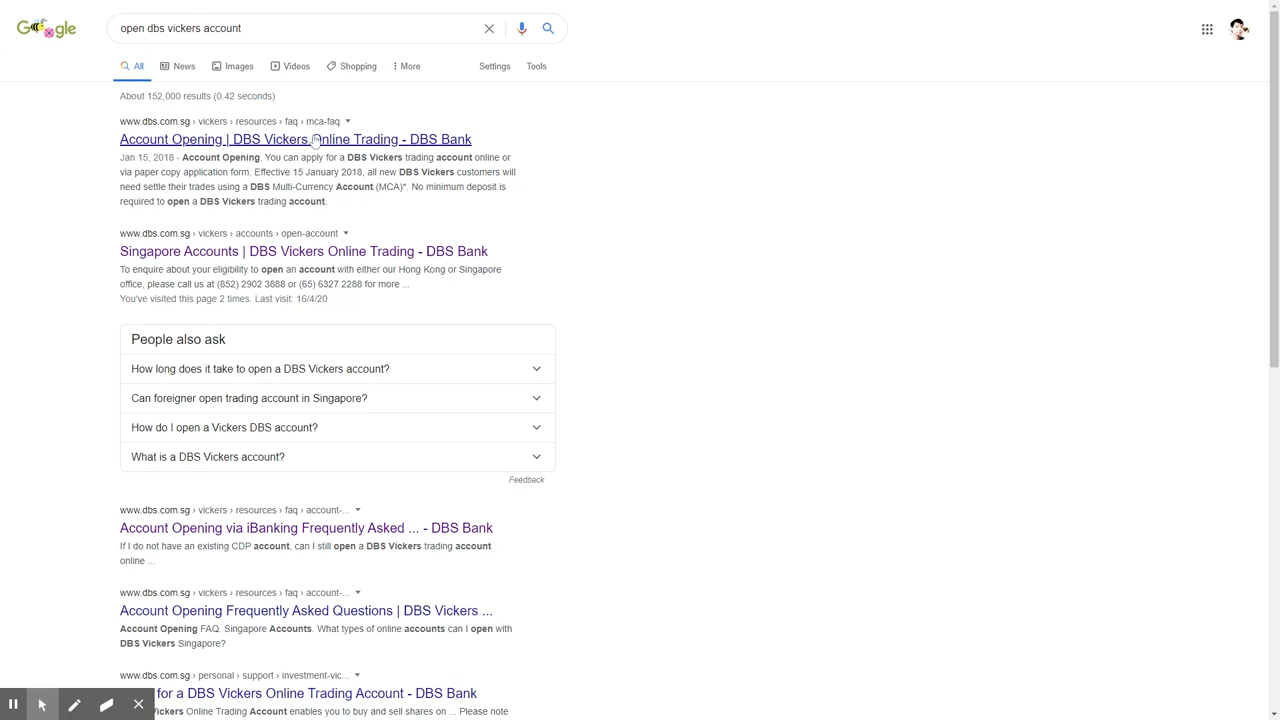 Google
open dbs vickers account
All
News
Images
Videos
Shopping
More
Settings
Tools
About 152,000 results (0.42 seconds)
www.dbs.com.sg › vickers › resources › faq › mca-faq
Account Opening | DBS Vickers Online Trading - DBS Bank
Jan 15, 2018 - Account Opening. You can apply for a DBS Vickers trading account online or
via paper copy application form. Effective 15 January 2018, all new DBS Vickers customers will
need settle their trades using a DBS Multi-Currency Account (MCA)*. No minimum deposit is
required to open a DBS Vickers trading account.
www.dbs.com.sg › vickers › accounts › open-account
Singapore Accounts | DBS Vickers Online Trading - DBS Bank
To enquire about your eligibility to open an account with either our Hong Kong or Singapore
office, please call us at (852) 2902 3888 or (65) 6327 2288 for more ...
You've visited this page 2 times. Last visit: 16/4/20
People also ask
How long does it take to open a DBS Vickers account?
Can foreigner open trading account in Singapore?
How do I open a Vickers DBS account?
What is a DBS Vickers account?
Feedback
www.dbs.com.sg › vickers › resources › faq › account-...
Account Opening via iBanking Frequently Asked ... - DBS Bank
If I do not have an existing CDP account, can I still open a DBS Vickers trading account
online ...
www.dbs.com.sg › vickers › resources › faq › account-...
Account Opening Frequently Asked Questions | DBS Vickers ...
Account Opening FAQ. Singapore Accounts. What types of online accounts can I open with
DBS Vickers Singapore?
www.dbs.com.sg › personal › support › investment-vic...
for a DBS Vickers Online Trading Account - DBS Bank
Vickers Online Trading Account enables you to buy and sell shares on ... Please note